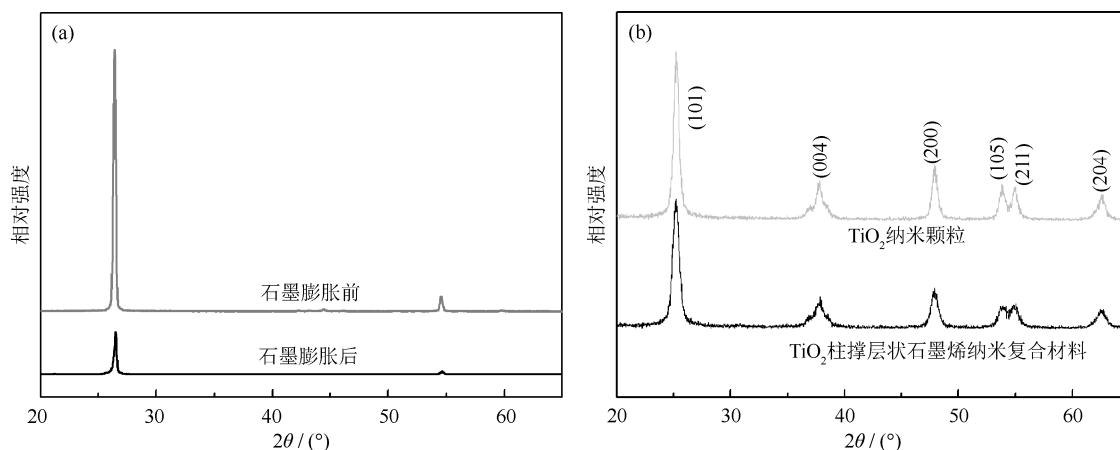 (a)
相对强度
石墨膨胀前
石墨膨胀后
20 30 40 50 60
2θ / (°)
(b)
相对强度
(101)
(004)
(200)
(105)
(211)
(204)
TiO2纳米颗粒
TiO2柱撑层状石墨烯纳米复合材料
20 30 40 50 60
2θ / (°)